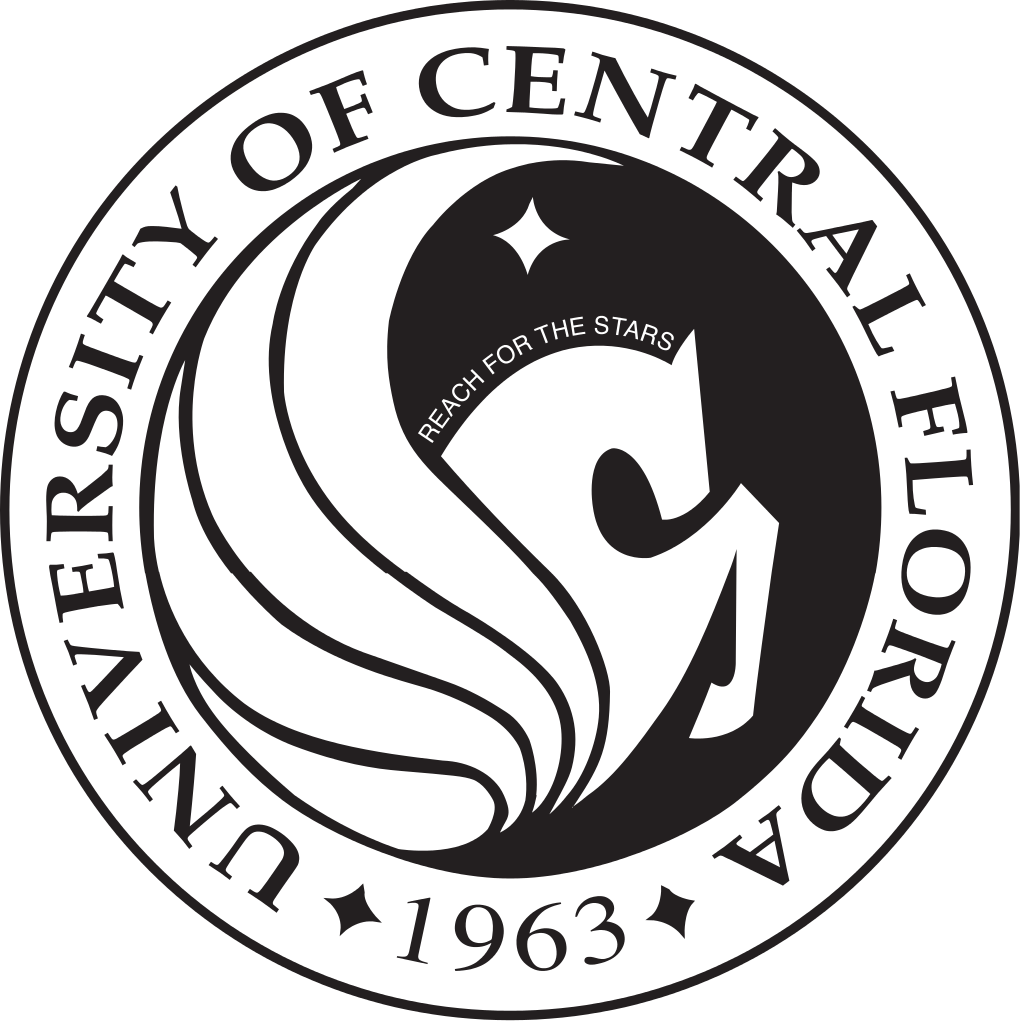 UNIVERSITY OF CENTRAL FLORIDA
REACH FOR THE STARS
1963